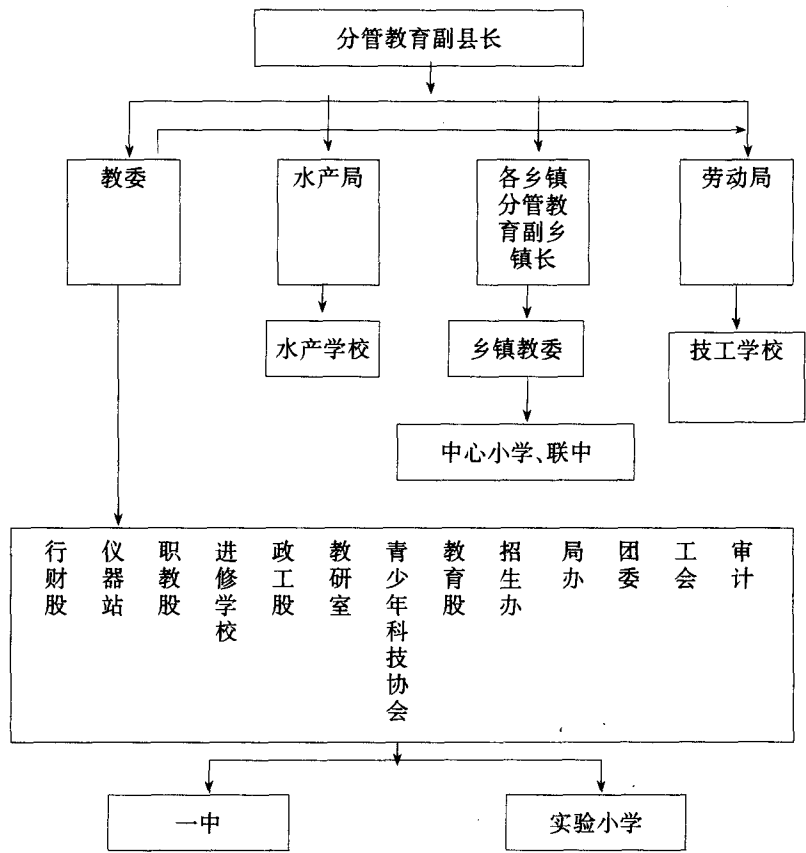 分管教育副县长
教委
水产局
各乡镇
分管教
育副乡
镇长
劳动局
水产学校
乡镇教委
技工学校
中心小学、联中
行财股
仪器站
职教股
进修学校
政工股
教研室
青少年科技协会
教育股
招生办
局办
团委
工会
审计
一中
实验小学